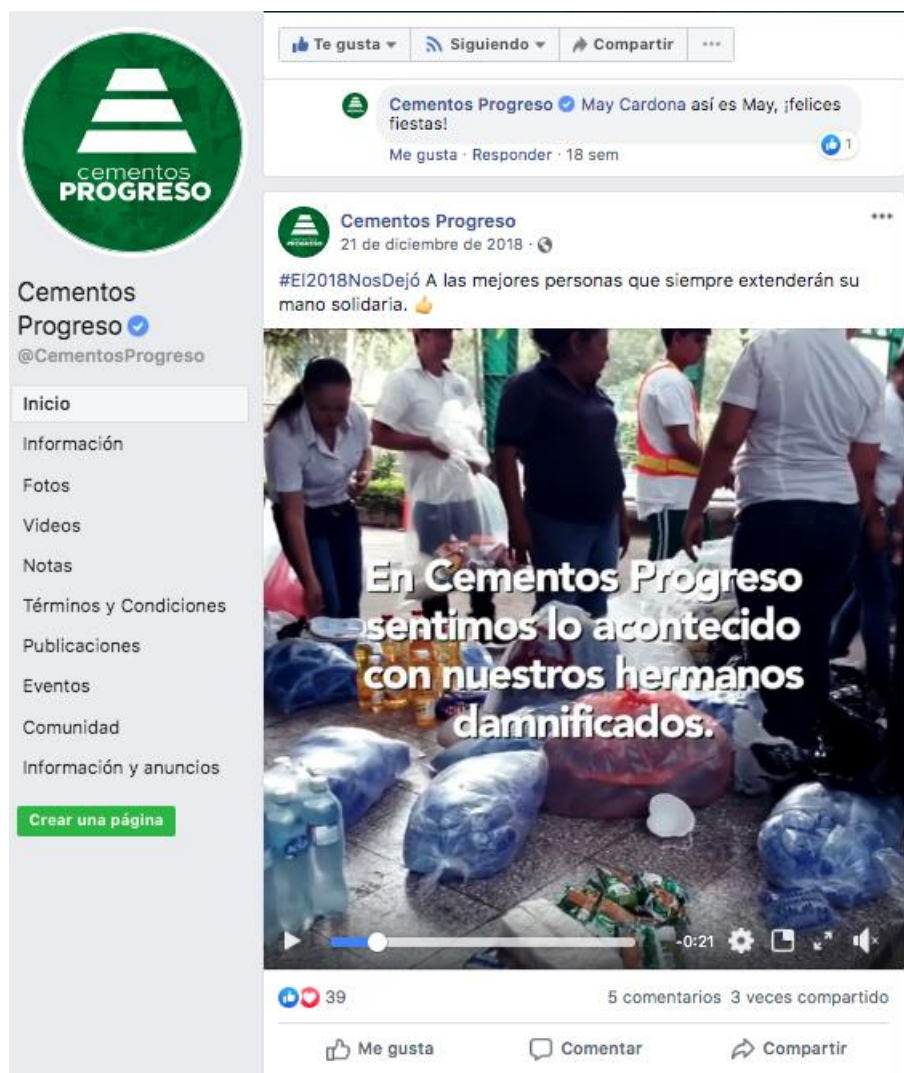 cementos
PROGRESO
Cementos
Progreso
@CementosProgreso
Inicio
Información
Fotos
Videos
Notas
Términos y Condiciones
Publicaciones
Eventos
Comunidad
Información y anuncios
Crear una página
Te gusta
Siguiendo
Compartir
Cementos Progreso May Cardona así es May, ¡felices
fiestas!
Me gusta · Responder · 18 sem
1
Cementos Progreso
21 de diciembre de 2018 ·
#El2018NosDejó A las mejores personas que siempre extenderán su
mano solidaria.
En Cementos Progreso
sentimos lo acontecido
con nuestros hermanos
damnificados.
-0:21
39
5 comentarios 3 veces compartido
Me gusta
Comentar
Compartir